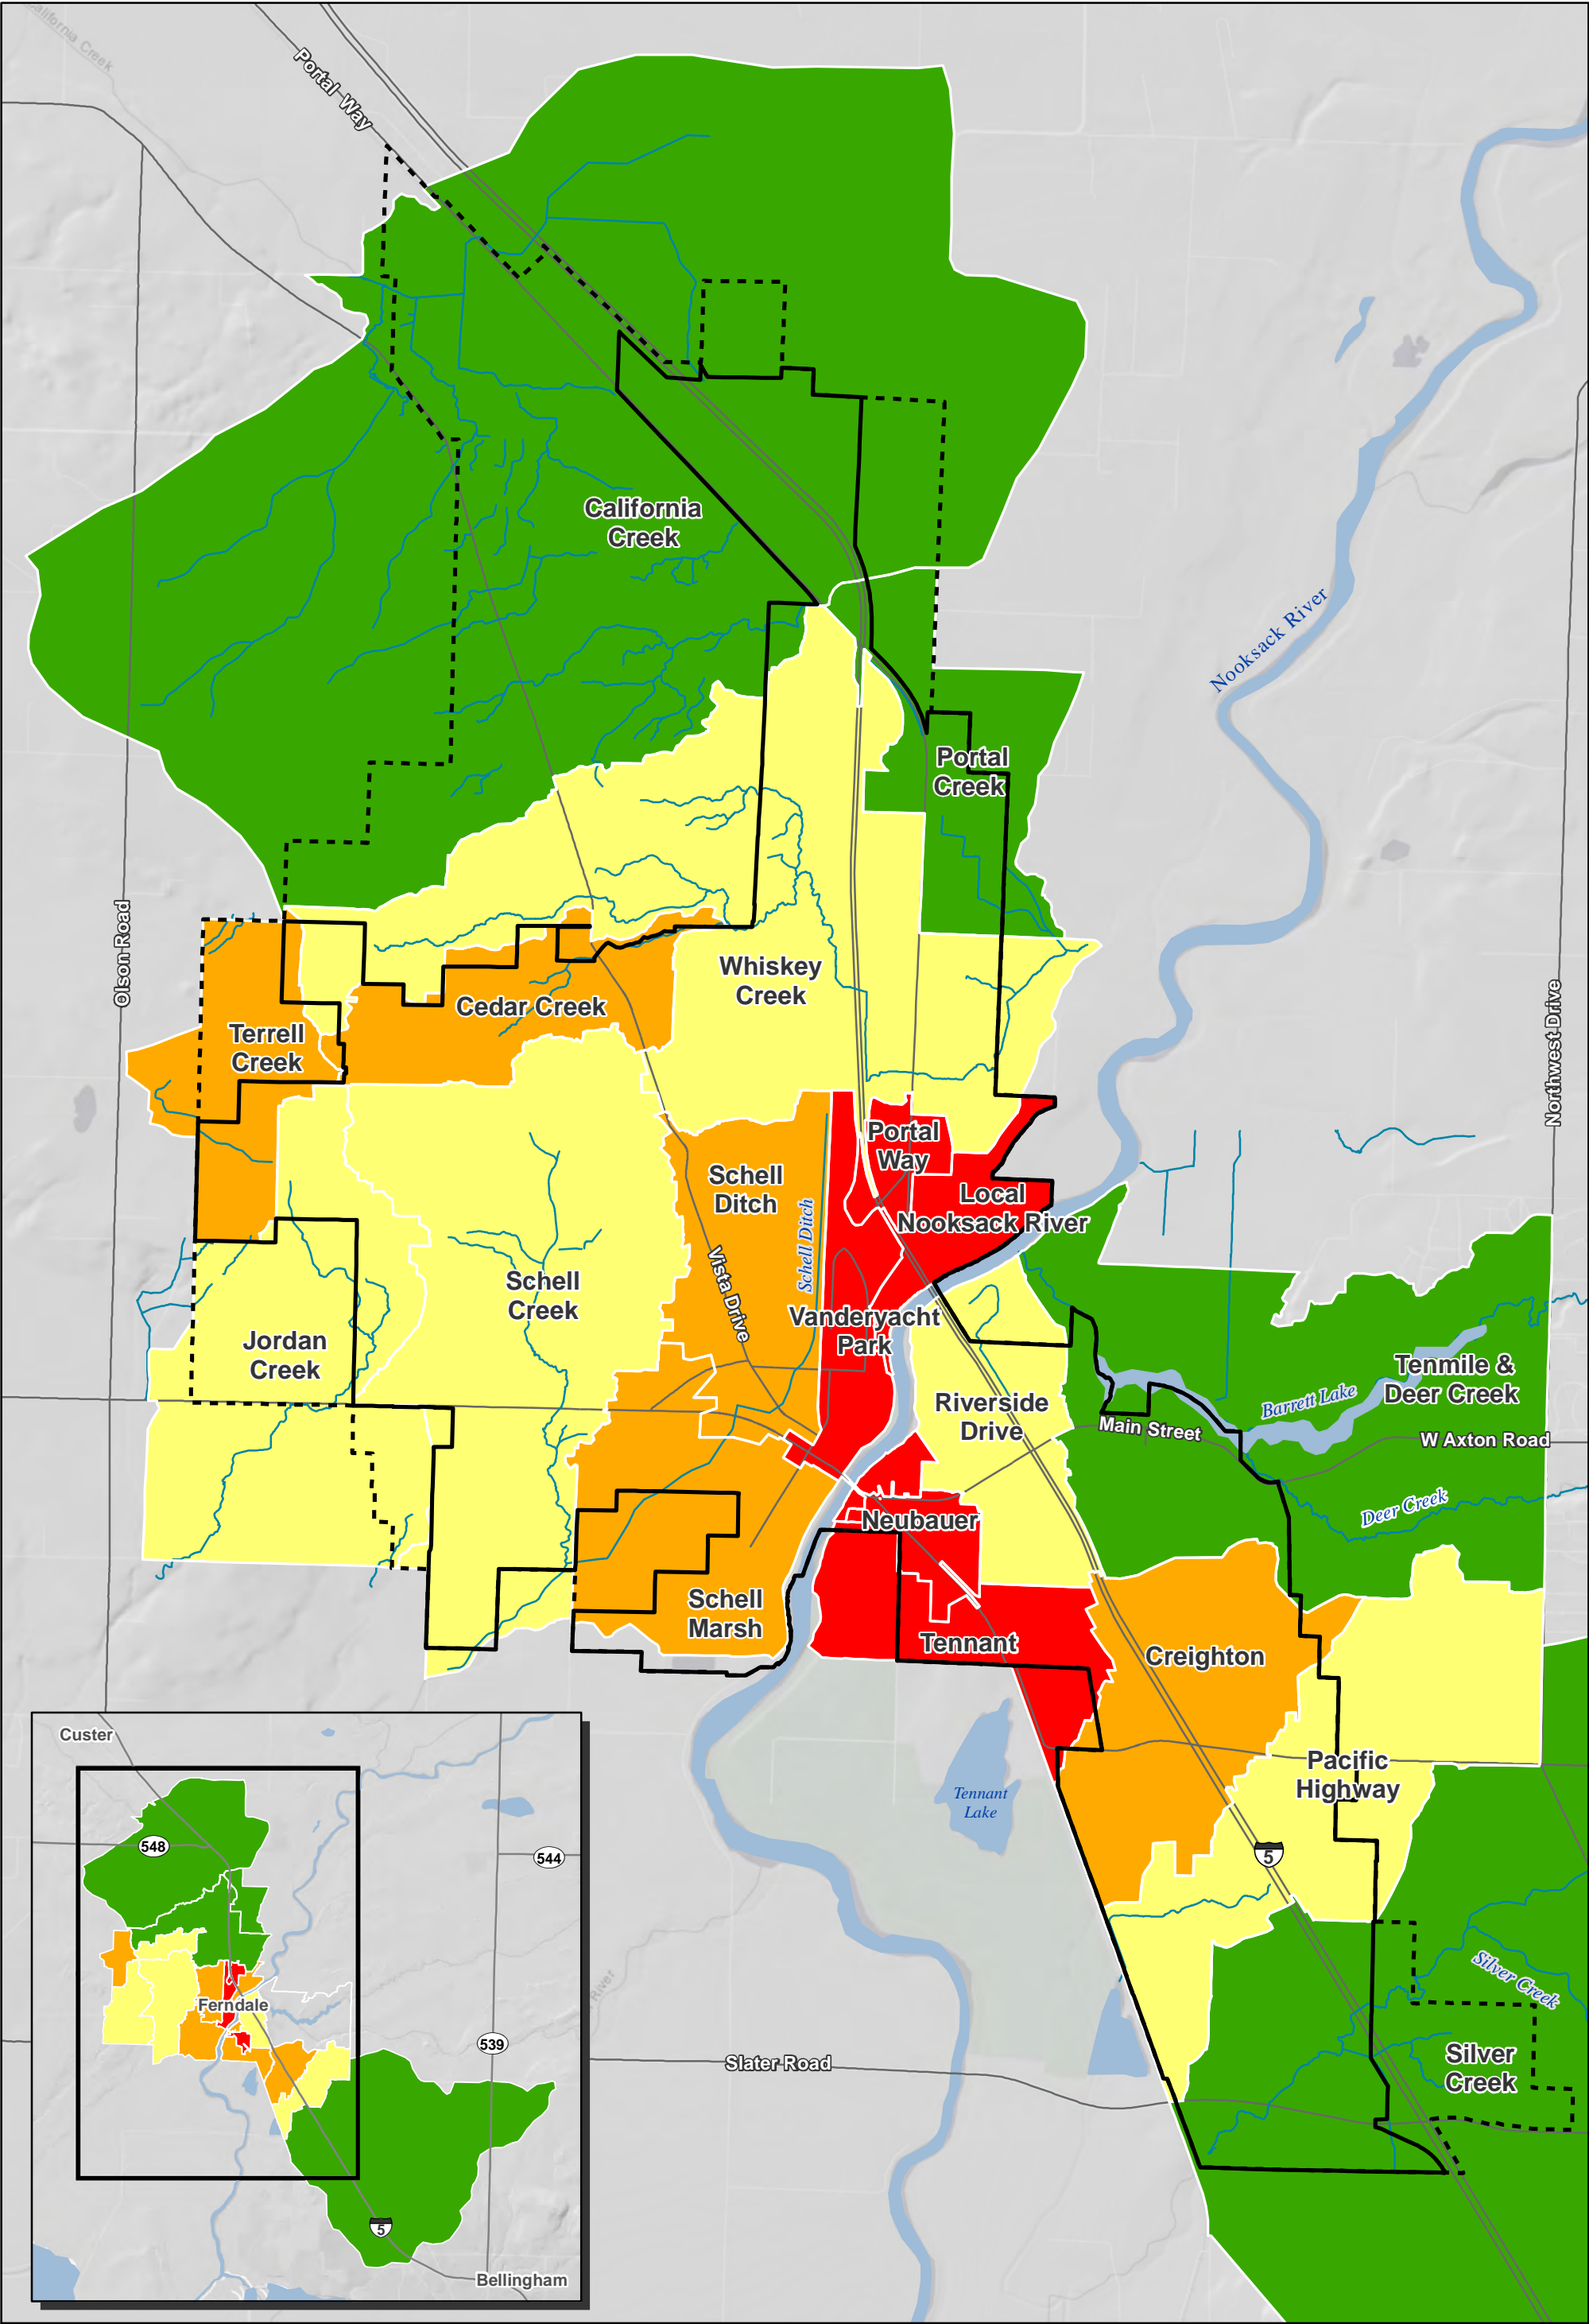 California Creek
Portal Way
California
Creek
Nooksack River
Portal
Creek
Olson Road
Whiskey
Creek
Cedar Creek
Terrell
Creek
Northwest Drive
Portal
Way
Schell
Ditch
Local
Nooksack River
Schell Ditch
Vista Drive
Schell
Creek
Vanderyacht
Park
Jordan
Creek
Tenmile &
Deer Creek
Barrett Lake
Riverside
Drive
Main Street
W Axton Road
Deer Creek
Neubauer
Schell
Marsh
Tennant
Creighton
Pacific
Highway
Tennant
Lake
5
Silver Creek
Silver
Creek
Slater Road
Custer
548
544
Ferndale
River
539
5
Bellingham